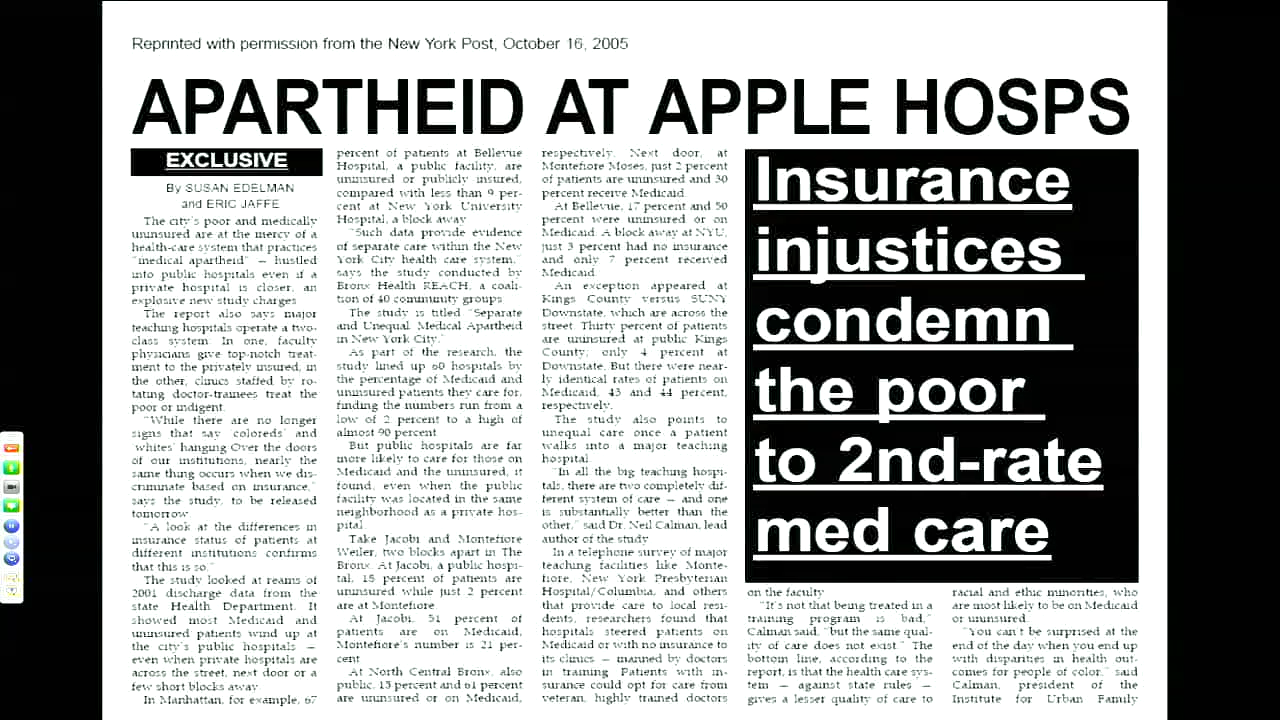 Reprinted with permission from the New York Post, October 16, 2005
APARTHEID AT APPLE HOSPS
EXCLUSIVE
By SUSAN EDELMAN
and ERIC JAFFE
The city's poor and medically
uninsured are at the mercy of a
health-care system that practices
"medical apartheid" — hustled
into public hospitals even if a
private hospital is closer, an
explosive new study charges
The report also says major
teaching hospitals operate a two-
class system. In one, faculty
physicians give top-notch treat-
ment to the privately insured, in
the other, clinics staffed by ro-
tating doctor-trainees treat the
poor or indigent.
"While there are no longer
signs that say 'coloreds' and
'whites' hanging Over the doors
of our institutions, nearly the
same thing occurs when we dis-
criminate based on insurance,"
says the study, to be released
tomorrow.
"A look at the differences in
insurance status of patients at
different institutions confirms
that this is so."
The study looked at reams of
2001 discharge data from the
state Health Department. It
showed most Medicaid and
uninsured patients wind up at
the city's public hospitals —
even when private hospitals are
across the street, next door or a
few short blocks away
In Manhattan, for example, 67
percent of patients at Bellevue
Hospital, a public facility, are
uninsured or publicly insured,
compared with less than 9 per-
cent at New York University
Hospital, a block away
"Such data provide evidence
of separate care within the New
York City health care system,"
says the study conducted by
Bronx Health REACH, a coali-
tion of 40 community groups
The study is titled "Separate
and Unequal. Medical Apartheid
in New York City."
As part of the research, the
study lined up 60 hospitals by
the percentage of Medicaid and
uninsured patients they care for,
finding the numbers run from a
low of 2 percent to a high of
almost 90 percent
But public hospitals are far
more likely to care for those on
Medicaid and the uninsured, it
found, even when the public
facility was located in the same
neighborhood as a private hos-
pital.
Take Jacobi and Montefiore
Weiler, two blocks apart in The
Bronx. At Jacobi, a public hospi-
tal, 15 percent of patients are
uninsured while just 2 percent
are at Montefiore.
At Jacobi, 51 percent of
patients are on Medicaid,
Montefiore's number is 21 per-
cent
At North Central Bronx, also
public, 13 percent and 61 percent
are uninsured or on Medicaid,
respectively. Next door, at
Montefiore Moses, just 2 percent
of patients are uninsured and 30
percent receive Medicaid.
At Bellevue, 17 percent and 50
percent were uninsured or on
Medicaid. A block away at NYU,
just 3 percent had no insurance
and only 7 percent received
Medicaid.
An exception appeared at
Kings County versus SUNY
Downstate, which are across the
street. Thirty percent of patients
are uninsured at public Kings
County; only 4 percent at
Downstate. But there were near-
ly identical rates of patients on
Medicaid, 43 and 44 percent,
respectively.
The study also points to
unequal care once a patient
walks into a major teaching
hospital.
"In all the big teaching hospi-
tals, there are two completely dif-
ferent system of care — and one
is substantially better than the
other," said Dr. Neil Calman, lead
author of the study
In a telephone survey of major
teaching facilities like Monte-
fiore, New York Presbyterian
Hospital/Columbia, and others
that provide care to local resi-
dents, researchers found that
hospitals steered patients on
Medicaid or with no insurance to
its clinics — manned by doctors
in training Patients with in-
surance could opt for care from
veteran, highly trained doctors
Insurance
injustices
condemn
the poor
to 2nd-rate
med care
on the faculty
"It's not that being treated in a
training program is bad,"
Calman said, "but the same qual-
ity of care does not exist." The
bottom line, according to the
report, is that the health care sys-
tem — against state rules —
gives a lesser quality of care to
racial and ethic minorities, who
are most likely to be on Medicaid
or uninsured.
"You can't be surprised at the
end of the day when you end up
with disparities in health out-
comes for people of color," said
Calman, president of the
Institute for Urban Family